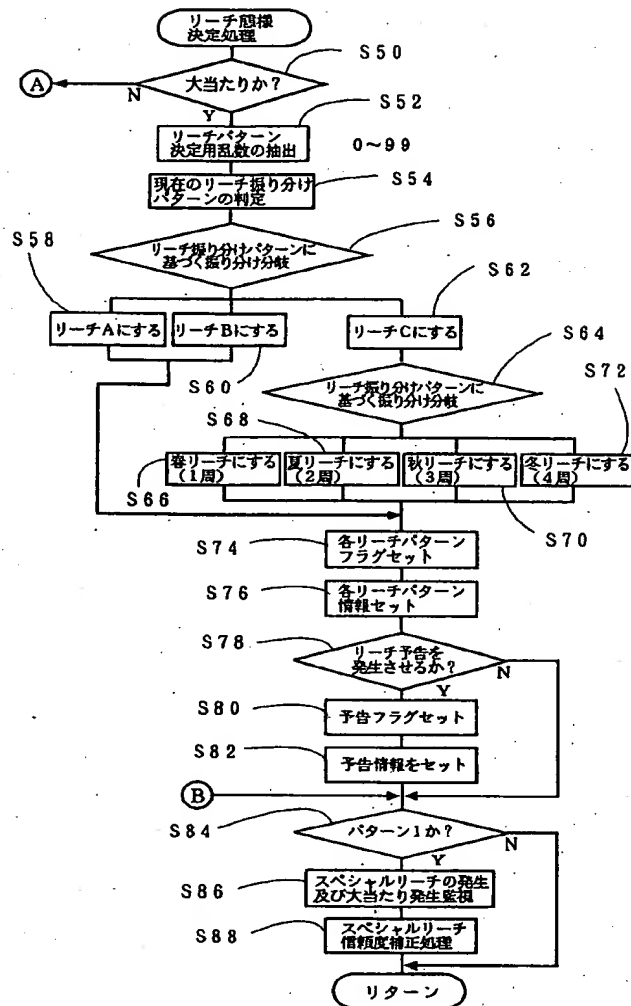 リーチ態様
決定処理
S50
大当たりか？
A
N
Y
S52
リーチパターン
決定用乱数の抽出
0～99
S54
現在のリーチ振り分け
パターンの判定
S56
リーチ振り分けパターンに
基づく振り分け分岐
S58
S62
リーチAにする
リーチBにする
リーチCにする
S60
S64
リーチ振り分けパターンに
基づく振り分け分岐
S68
S72
春リーチにする
（1周）
夏リーチにする
（2周）
秋リーチにする
（3周）
冬リーチにする
（4周）
S66
S70
S74
各リーチパターン
フラグセット
S76
各リーチパターン
情報セット
S78
リーチ予告を
発生させるか？
N
Y
S80
予告フラグセット
S82
予告情報をセット
B
S84
パターン1か？
N
Y
S86
スペシャルリーチの発生
及び大当たり発生監視
S88
スペシャルリーチ
信頼度補正処理
リターン